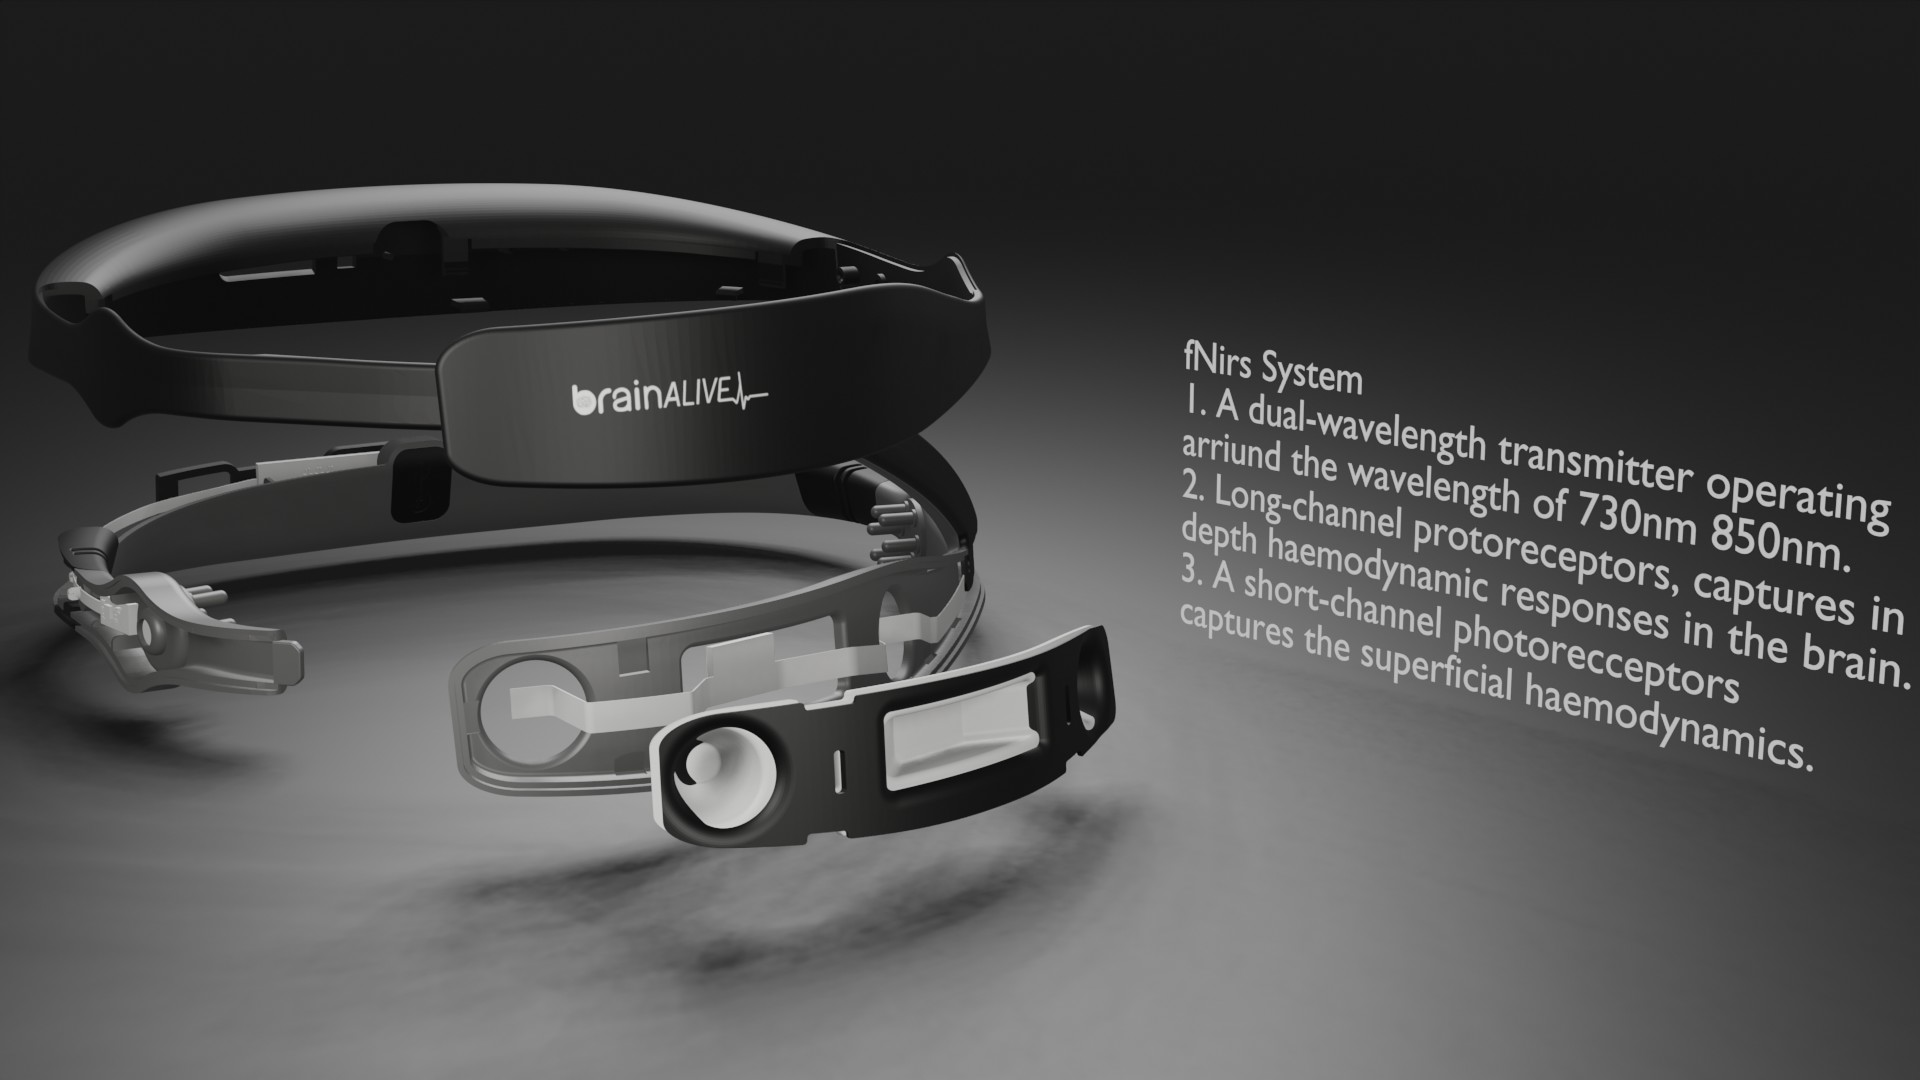 brainALIVE
fNirs System
1. A dual-wavelength transmitter operating
arriund the wavelength of 730nm 850nm.
2. Long-channel protoreceptors, captures in
depth haemodynamic responses in the brain.
3. A short-channel photorecceptors
captures the superficial haemodynamics.